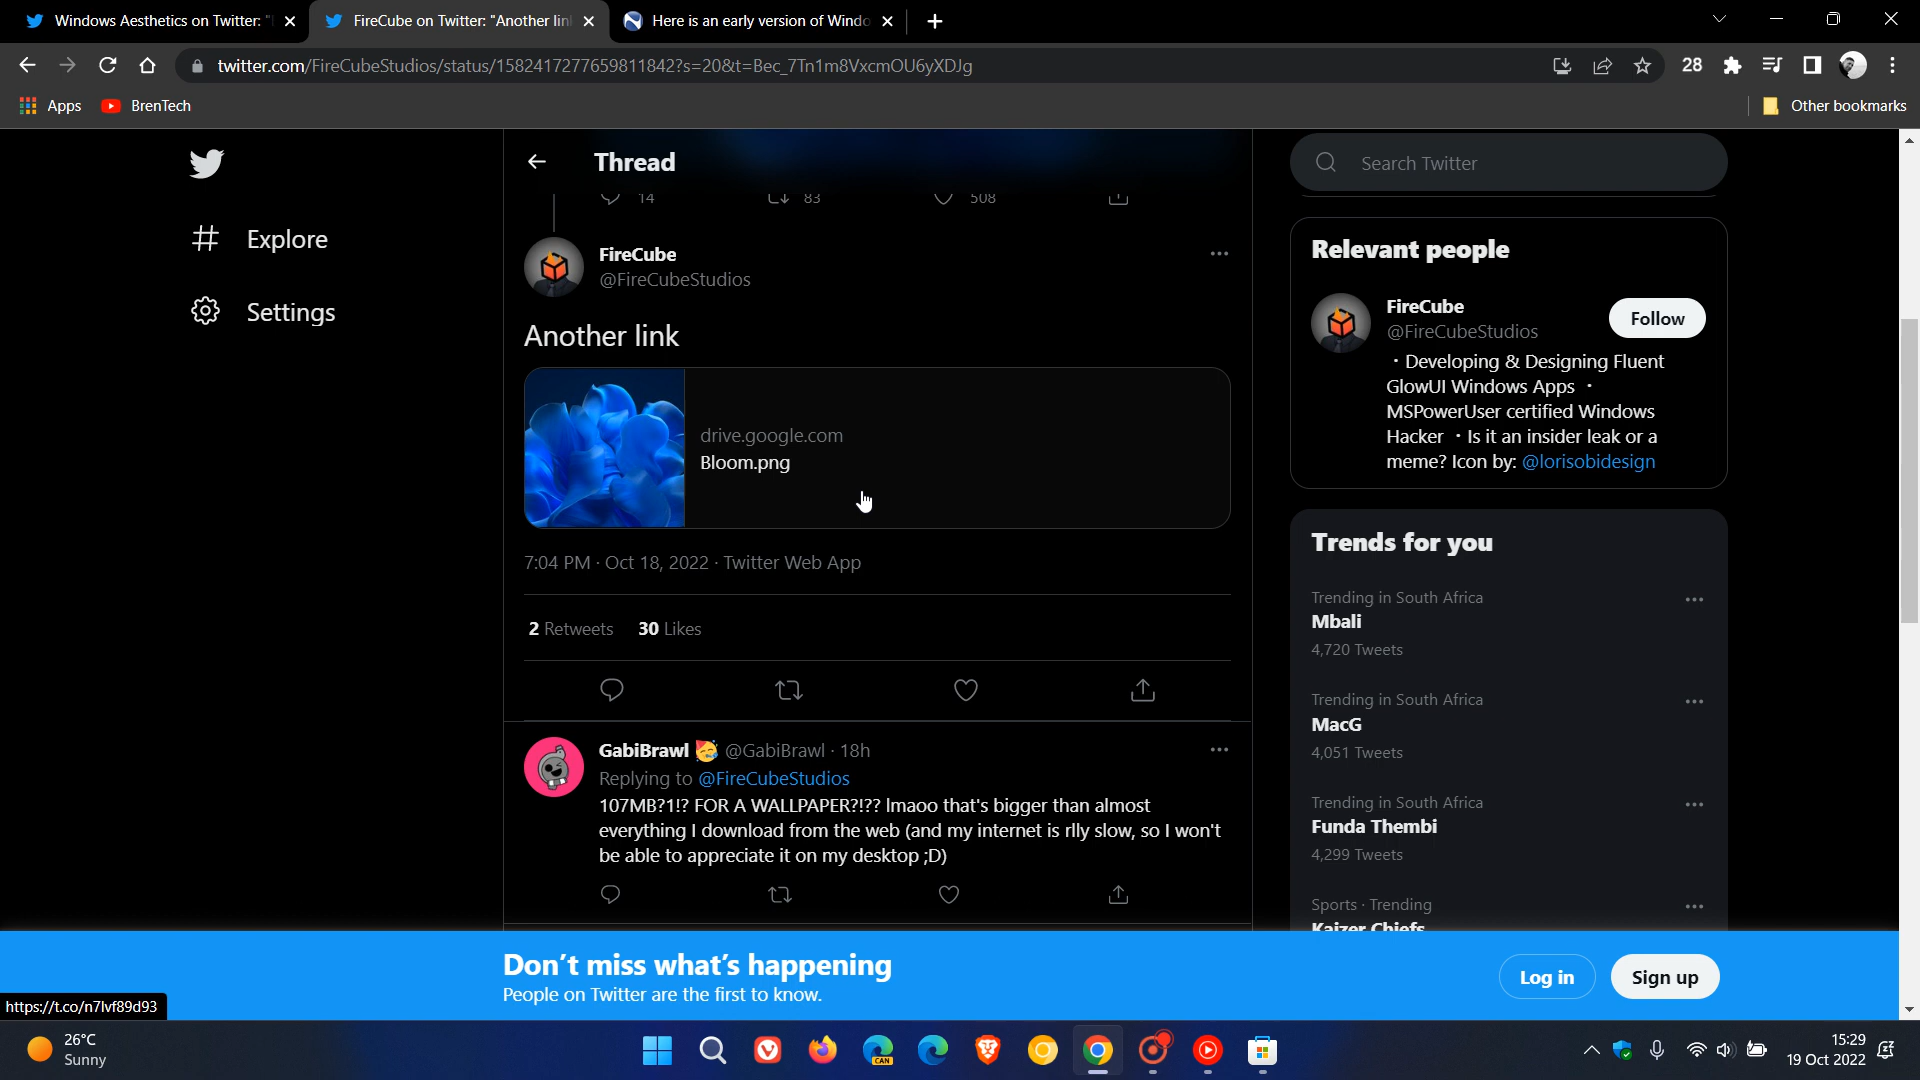 Windows Aesthetics on Twitter: "
FireCube on Twitter: "Another lin
Here is an early version of Windo
twitter.com/FireCubeStudios/status/1582417277659811842?s=20&t=Bec_7Tn1m8VxcmOU6yXDJg
28
Apps
BrenTech
Other bookmarks
Thread
Search Twitter
14
83
508
Explore
Settings
FireCube
@FireCubeStudios
Another link
drive.google.com
Bloom.png
7:04 PM · Oct 18, 2022 · Twitter Web App
2 Retweets 30 Likes
GabiBrawl @GabiBrawl · 18h
Replying to @FireCubeStudios
107MB?1!? FOR A WALLPAPER?!?? lmaoo that's bigger than almost
everything I download from the web (and my internet is rlly slow, so I won't
be able to appreciate it on my desktop ;D)
Relevant people
FireCube
@FireCubeStudios
Follow
・Developing & Designing Fluent
GlowUI Windows Apps ・
MSPowerUser certified Windows
Hacker ・Is it an insider leak or a
meme? Icon by: @lorisobidesign
Trends for you
Trending in South Africa
Mbali
4,720 Tweets
Trending in South Africa
MacG
4,051 Tweets
Trending in South Africa
Funda Thembi
4,299 Tweets
Sports · Trending
Kaizer Chiefs
Don't miss what's happening
People on Twitter are the first to know.
Log in
Sign up
https://t.co/n7lvf89d93
26°C
Sunny
CAN
15:29
19 Oct 2022